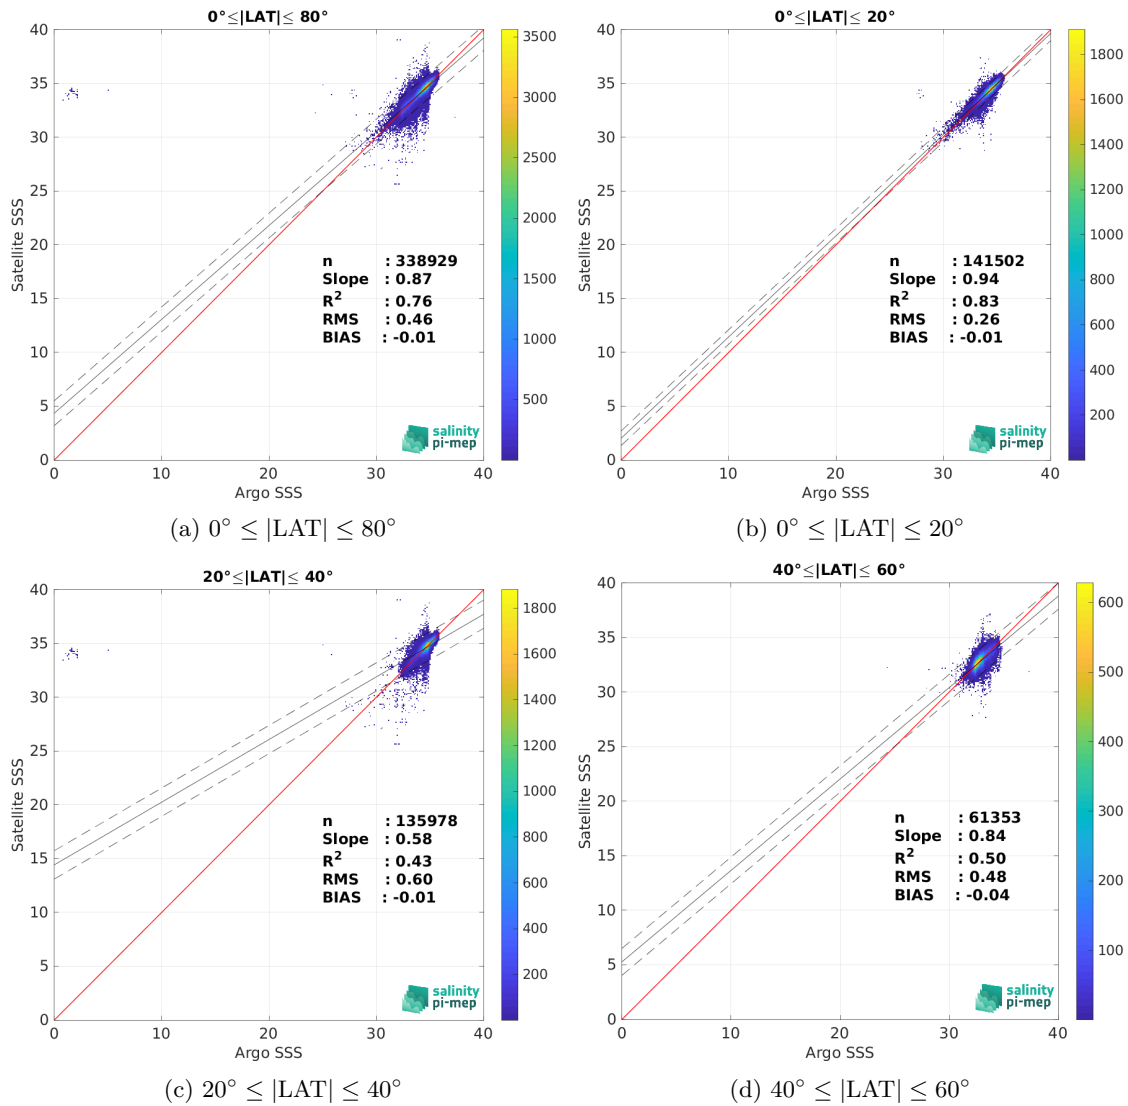 0°≤|LAT|≤ 80°
40
35
30
25
20
15
10
5
0
Satellite SSS
0
10
20
30
40
Argo SSS
3500
3000
2500
2000
1500
1000
500
n : 338929
Slope : 0.87
R² : 0.76
RMS : 0.46
BIAS : -0.01
salinity
pi-mep
(a) 0° ≤ |LAT| ≤ 80°
0°≤|LAT|≤ 20°
40
35
30
25
20
15
10
5
0
Satellite SSS
0
10
20
30
40
Argo SSS
1800
1600
1400
1200
1000
800
600
400
200
n : 141502
Slope : 0.94
R² : 0.83
RMS : 0.26
BIAS : -0.01
salinity
pi-mep
(b) 0° ≤ |LAT| ≤ 20°
20°≤|LAT|≤ 40°
40
35
30
25
20
15
10
5
0
Satellite SSS
0
10
20
30
40
Argo SSS
1800
1600
1400
1200
1000
800
600
400
200
n : 135978
Slope : 0.58
R² : 0.43
RMS : 0.60
BIAS : -0.01
salinity
pi-mep
(c) 20° ≤ |LAT| ≤ 40°
40°≤|LAT|≤ 60°
40
35
30
25
20
15
10
5
0
Satellite SSS
0
10
20
30
40
Argo SSS
600
500
400
300
200
100
n : 61353
Slope : 0.84
R² : 0.50
RMS : 0.48
BIAS : -0.04
salinity
pi-mep
(d) 40° ≤ |LAT| ≤ 60°